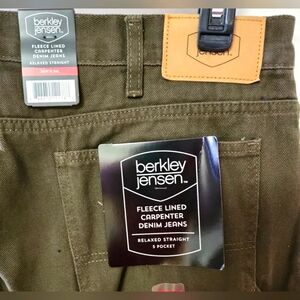 berkley
jensen
FLEECE LINED
CARPENTER
DENIM JEANS
RELAXED STRAIGHT
berkley
jensen™
FLEECE LINED
CARPENTER
DENIM JEANS
RELAXED STRAIGHT
5 POCKET